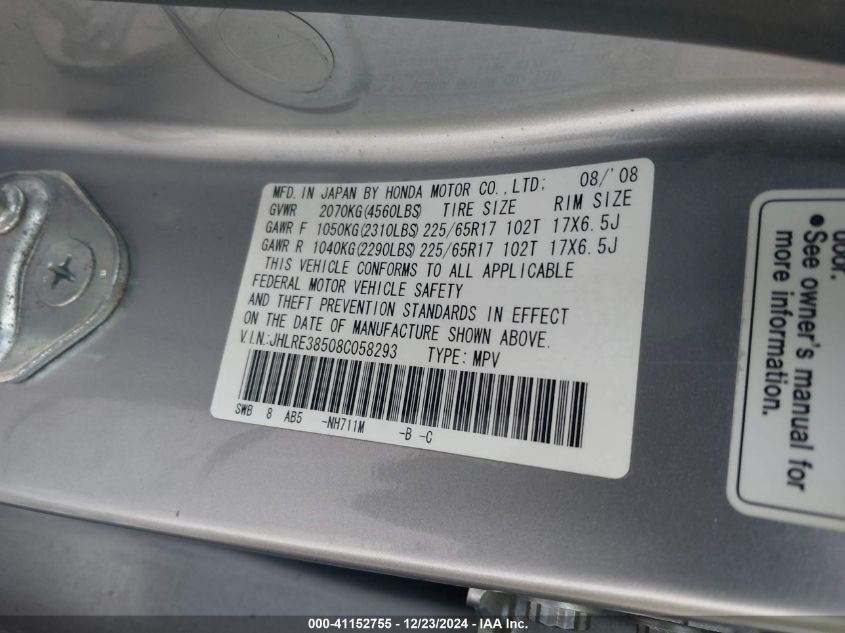 MFD. IN JAPAN BY HONDA MOTOR CO.,LTD: 08/'08
GVWR 2070KG(4560LBS) TIRE SIZE RIM SIZE
GAWR F 1050KG(2310LBS) 225/65R17 102T 17X6.5J
GAWR R 1040KG(2290LBS) 225/65R17 102T 17X6.5J
THIS VEHICLE CONFORMS TO ALL APPLICABLE
FEDERAL MOTOR VEHICLE SAFETY
AND THEFT PREVENTION STANDARDS IN EFFECT
ON THE DATE OF MANUFACTURE SHOWN ABOVE.
V.I.N.:JHLRE38508C058293 TYPE: MPV
SWB 8 AB5 -NH711M -B -C
door.
• See owner's manual for
more information.
000-41152755 - 12/23/2024 - IAA Inc.